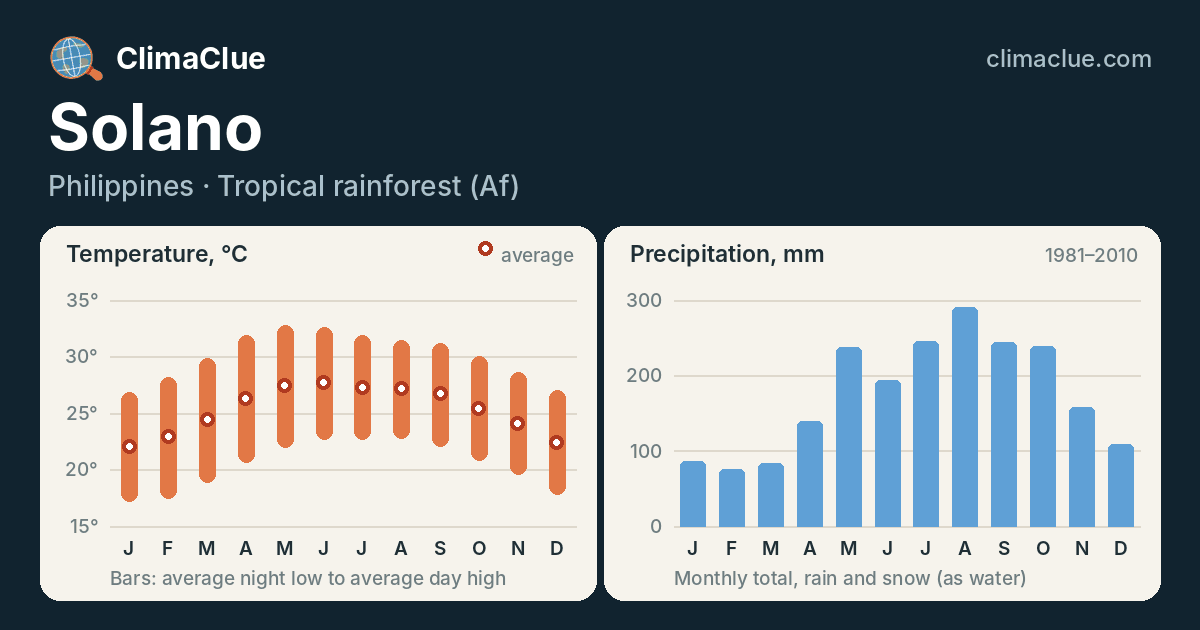 ClimaClue
climaclue.com
Solano
Philippines · Tropical rainforest (Af)
Temperature, °C
average
35°
30°
25°
20°
15°
J F M A M J J A S O N D
Bars: average night low to average day high
Precipitation, mm
1981–2010
300
200
100
0
J F M A M J J A S O N D
Monthly total, rain and snow (as water)